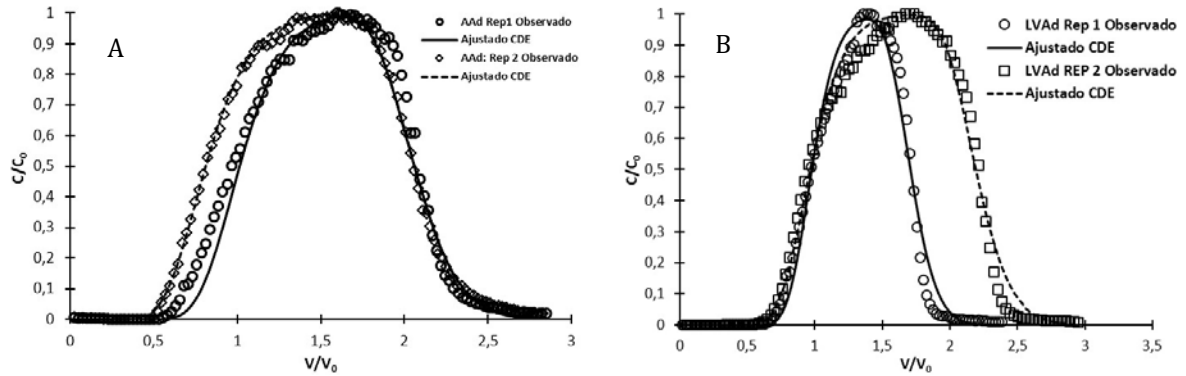 A
AAd Rep1 Observado
Ajustado CDE
AAd: Rep 2 Observado
Ajustado CDE
C/C₀
1
0,9
0,8
0,7
0,6
0,5
0,4
0,3
0,2
0,1
0
0 0,5 1 1,5 2 2,5 3
V/V₀
B
LVAd Rep 1 Observado
Ajustado CDE
LVAd REP 2 Observado
Ajustado CDE
C/C₀
1
0,9
0,8
0,7
0,6
0,5
0,4
0,3
0,2
0,1
0
0 0,5 1 1,5 2 2,5 3 3,5
V/V₀